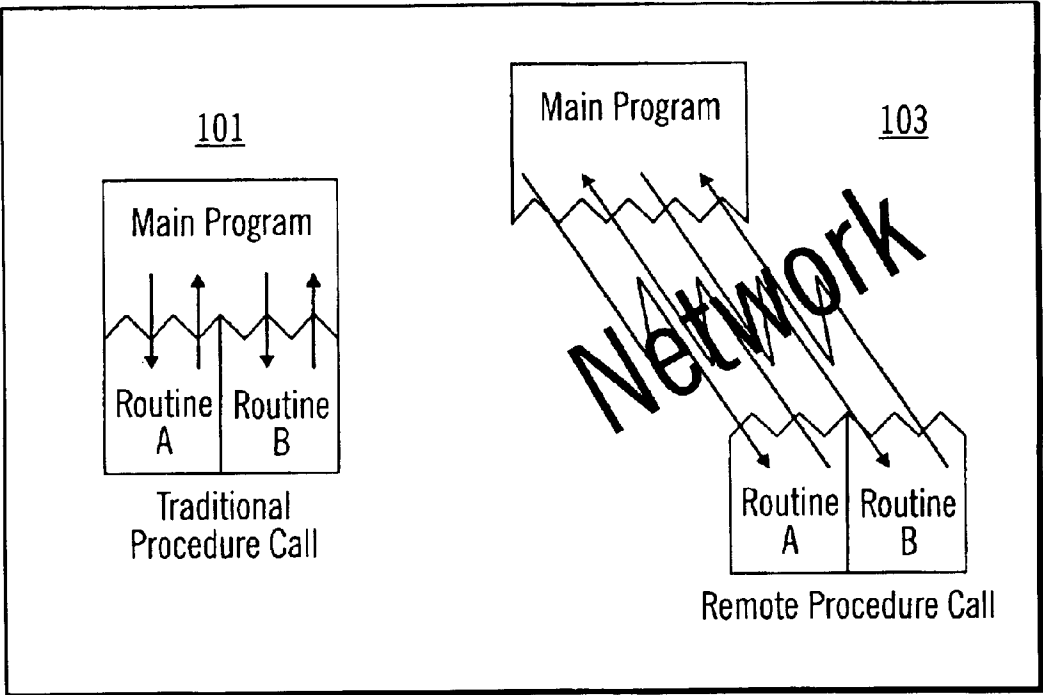 101
Main Program
Routine
A
Routine
B
Traditional
Procedure Call
Main Program
103
Network
Routine
A
Routine
B
Remote Procedure Call